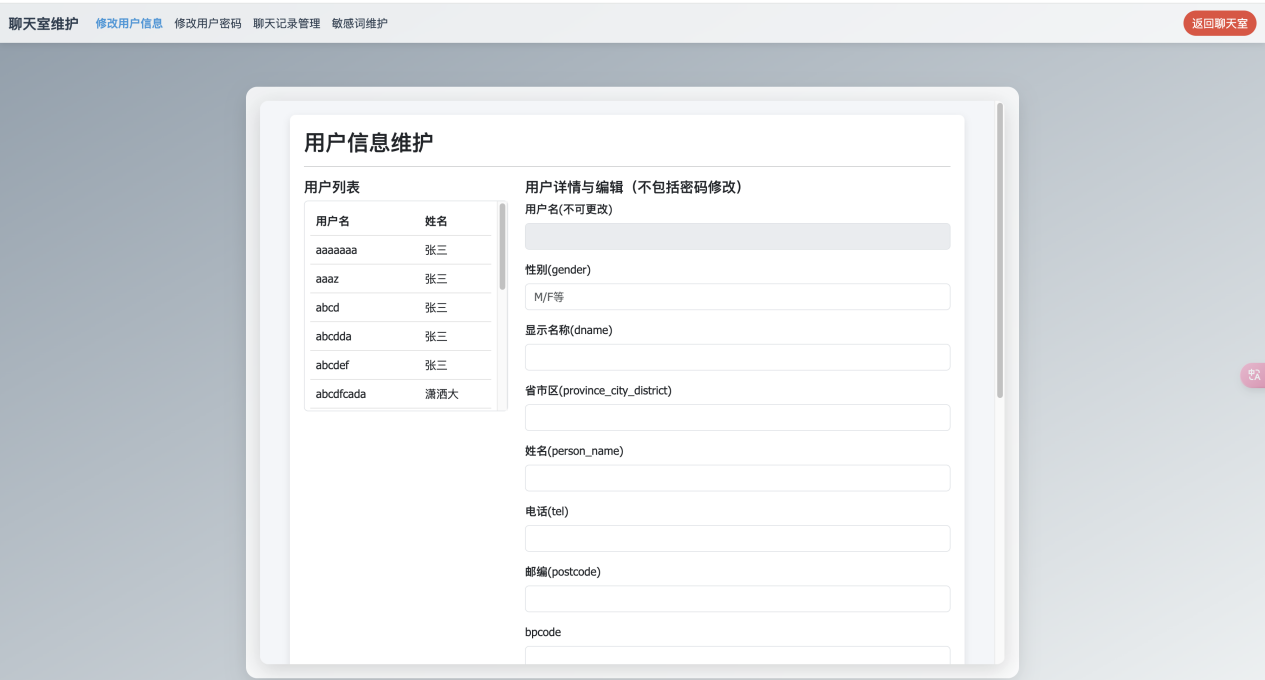 聊天室维护 修改用户信息 修改用户密码 聊天记录管理 敏感词维护 返回聊天室
用户信息维护
用户列表
用户名 姓名
aaaaaaa 张三
aaaz 张三
abcd 张三
abcdda 张三
abcdef 张三
abcdfcada 潇洒大
用户详情与编辑（不包括密码修改）
用户名(不可更改)
性别(gender)
M/F等
显示名称(dname)
省市区(province_city_district)
姓名(person_name)
电话(tel)
邮编(postcode)
bpcode